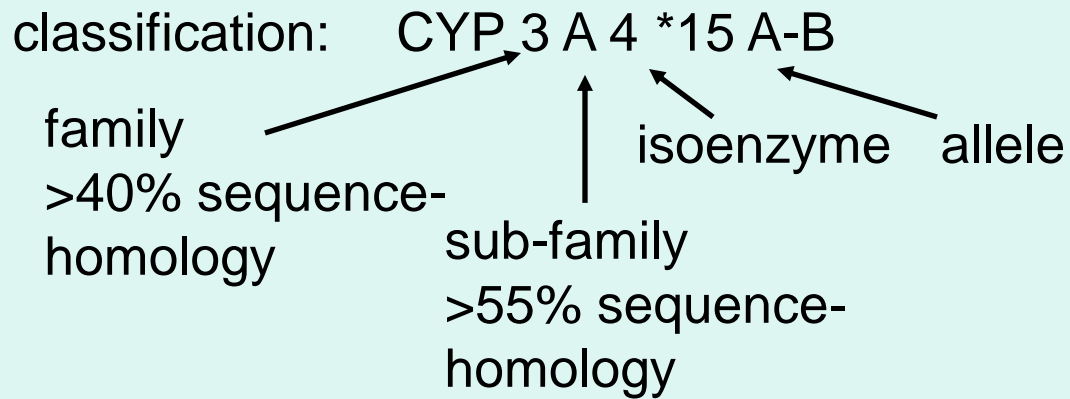 classification: CYP 3 A 4 *15 A-B
family
>40% sequence-
homology
sub-family
>55% sequence-
homology
isoenzyme
allele